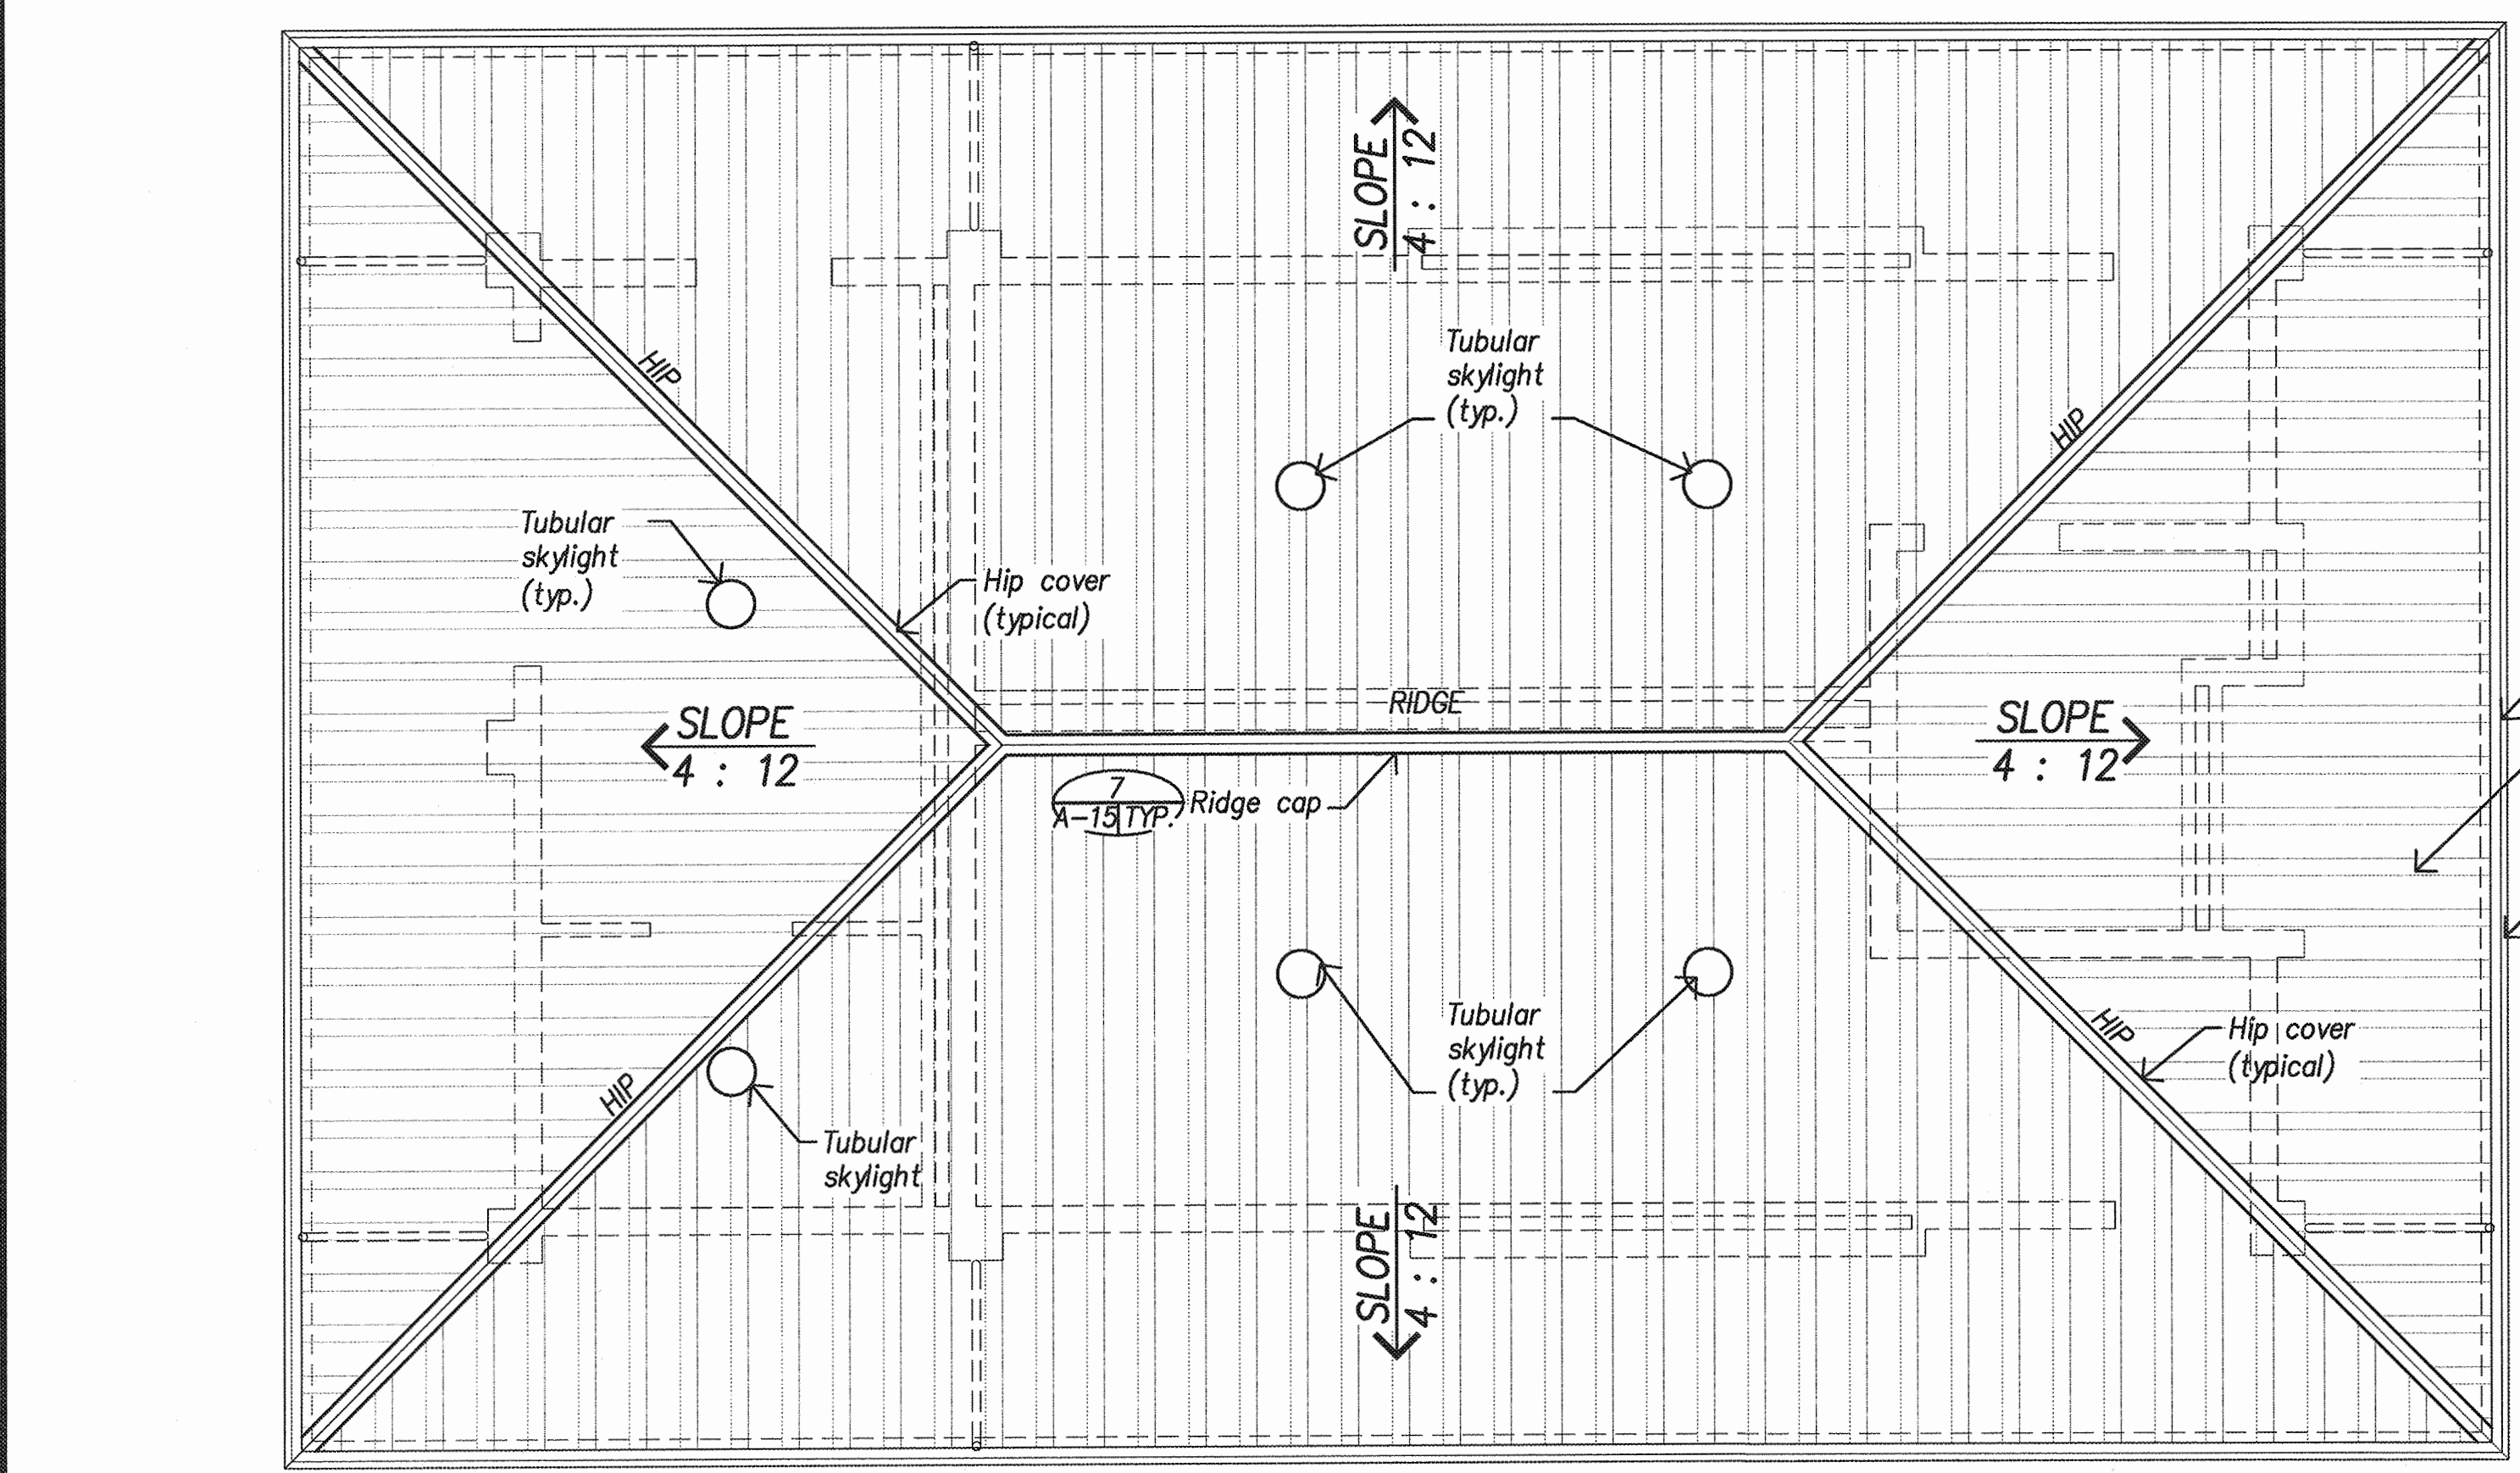 SLOPE
4 : 12
HIP
Tubular
skylight
(typ.)
HIP
Tubular
skylight
(typ.)
Hip cover
(typical)
RIDGE
SLOPE
4 : 12
SLOPE
4 : 12
7
A-15 TYP.
Ridge cap
Tubular
skylight
(typ.)
HIP
Hip cover
(typical)
HIP
Tubular
skylight
SLOPE
4 : 12